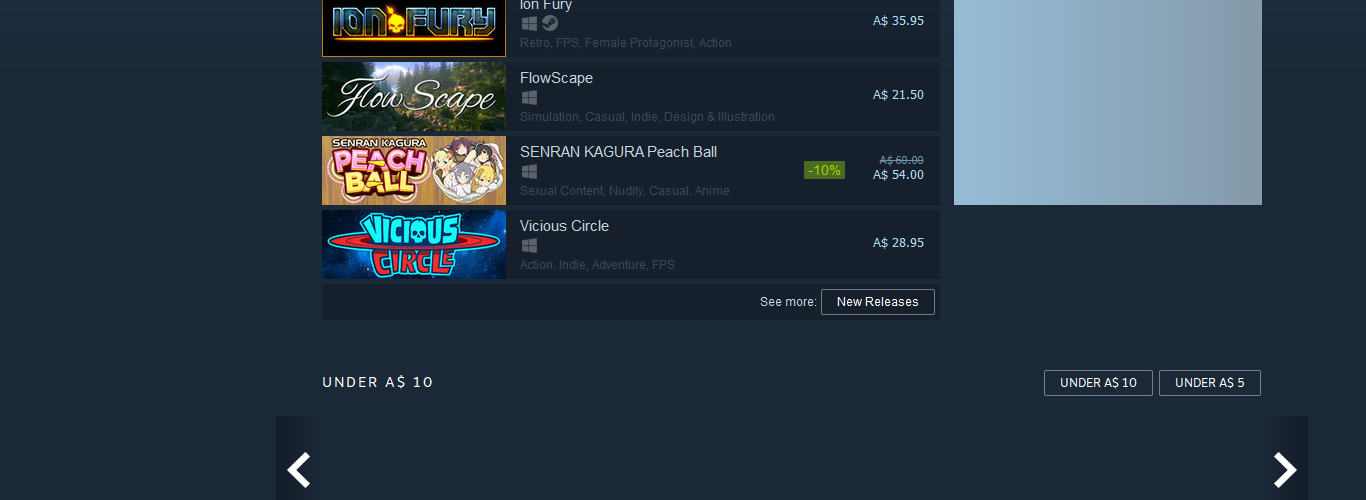 Ion Fury
ION FURY
A$ 35.95
Retro, FPS, Female Protagonist, Action
Flow Scape
FlowScape
A$ 21.50
Simulation, Casual, Indie, Design & Illustration
SENRAN KAGURA
PEACH
BALL
SENRAN KAGURA Peach Ball
-10%
A$ 60.00
A$ 54.00
Sexual Content, Nudity, Casual, Anime
VICIOUS
CIRCLE
Vicious Circle
A$ 28.95
Action, Indie, Adventure, FPS
See more: New Releases
UNDER A$ 10
UNDER A$ 10
UNDER A$ 5